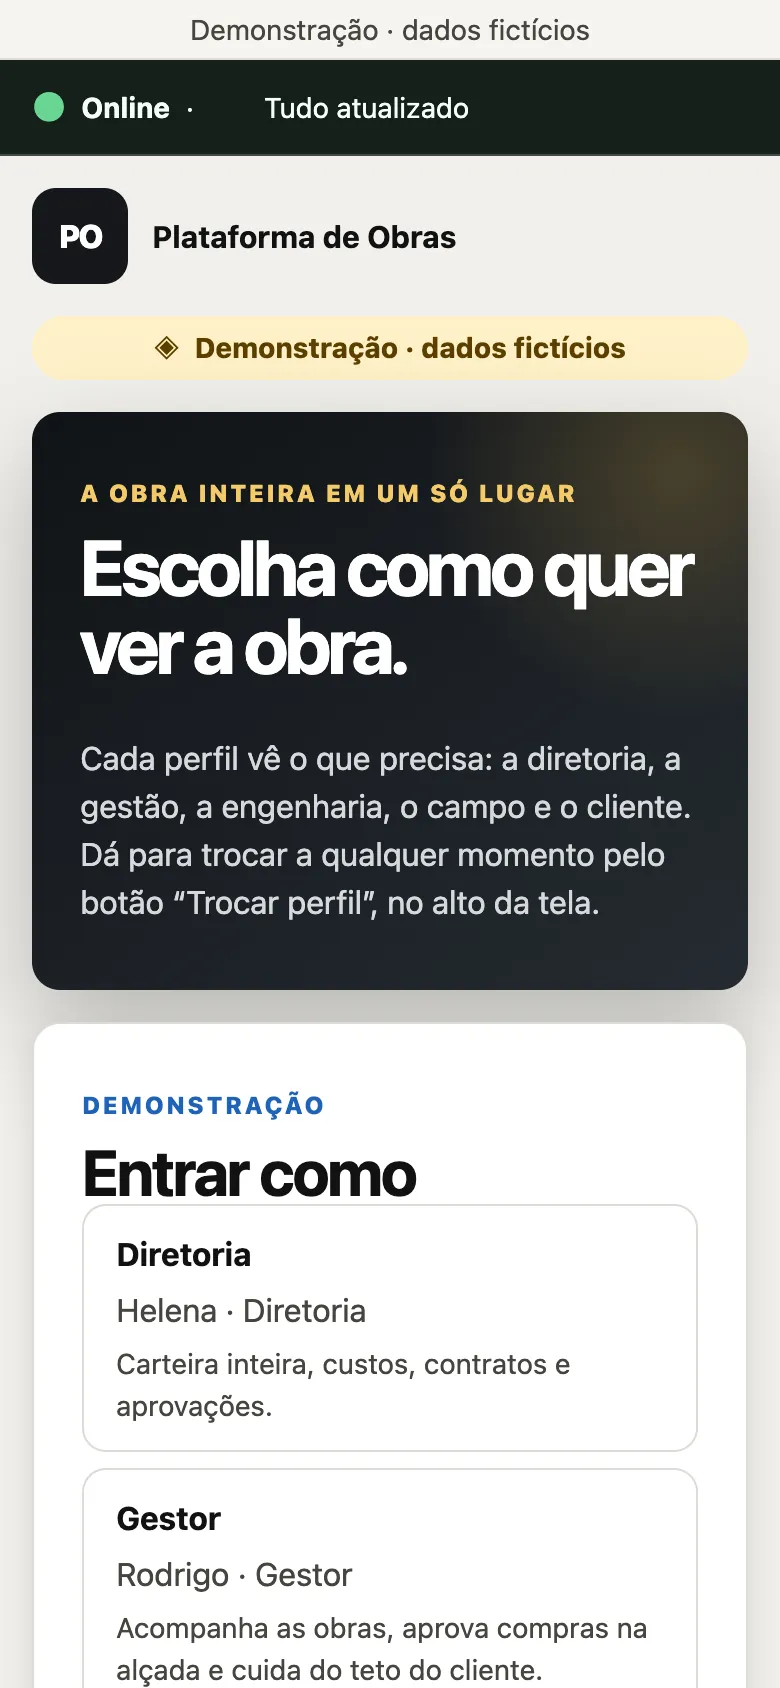 Demonstração · dados fictícios
Online · Tudo atualizado
PO
Plataforma de Obras
◈ Demonstração · dados fictícios
A OBRA INTEIRA EM UM SÓ LUGAR
Escolha como quer
ver a obra.
Cada perfil vê o que precisa: a diretoria, a
gestão, a engenharia, o campo e o cliente.
Dá para trocar a qualquer momento pelo
botão “Trocar perfil”, no alto da tela.
DEMONSTRAÇÃO
Entrar como
Diretoria
Helena · Diretoria
Carteira inteira, custos, contratos e
aprovações.
Gestor
Rodrigo · Gestor
Acompanha as obras, aprova compras na
alçada e cuida do teto do cliente.